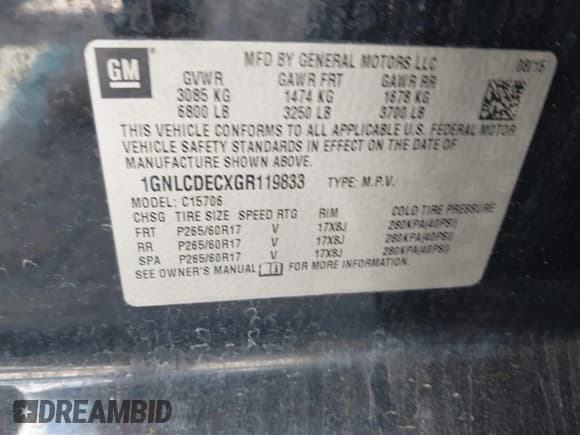 GM
MFD BY GENERAL MOTORS LLC 08/15
GVWR GAWR FRT GAWR RR
3085 KG 1474 KG 1678 KG
6800 LB 3250 LB 3700 LB
THIS VEHICLE CONFORMS TO ALL APPLICABLE U.S. FEDERAL MOTOR
VEHICLE SAFETY STANDARDS IN EFFECT ON THE DATE OF
MANUFACTURE SHOWN ABOVE.
1GNLCDECXGR119833 TYPE: M.P.V.
MODEL: C15706
CHSG TIRE SIZE SPEED RTG RIM COLD TIRE PRESSURE
FRT P265/60R17 V 17X8J 280KPA(40PSI)
RR P265/60R17 V 17X8J 280KPA(40PSI)
SPA P265/60R17 V 17X8J 280KPA(40PSI)
SEE OWNER'S MANUAL FOR MORE INFORMATION.
DREAMBID